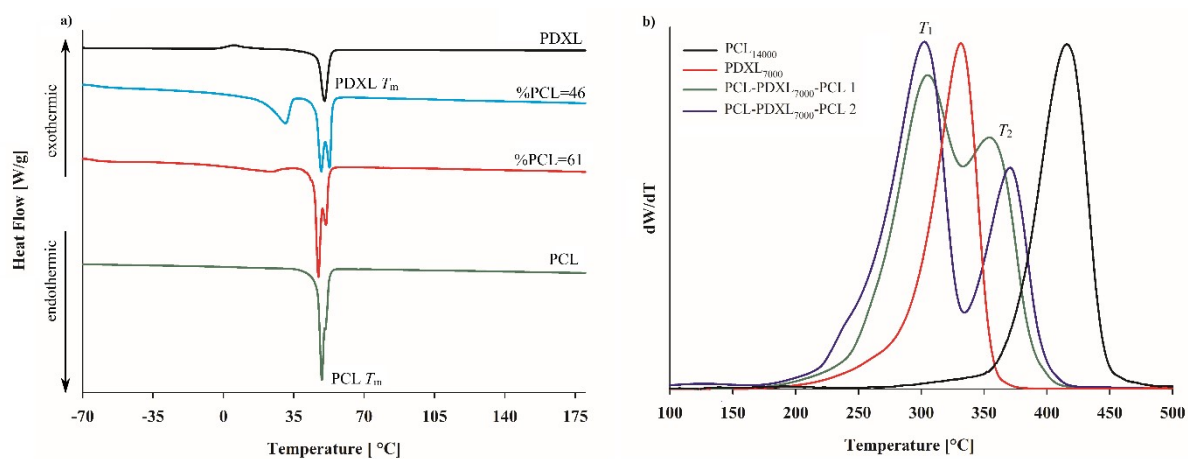 a)
exothermic
endothermic
Heat Flow [W/g]
PDXL
PDXL Tm
%PCL=46
%PCL=61
PCL
PCL Tm
-70 -35 0 35 70 105 140 175
Temperature [ °C]
b)
T1
T2
PCL14000
PDXL7000
PCL-PDXL7000-PCL 1
PCL-PDXL7000-PCL 2
dW/dT
100 150 200 250 300 350 400 450 500
Temperature [°C]